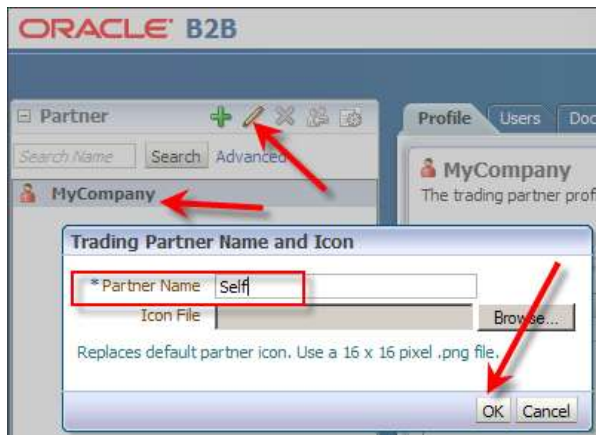 ORACLE B2B
Partner
Search Name Search Advanced
MyCompany
Profile Users Doc
MyCompany
The trading partner prof
Trading Partner Name and Icon
* Partner Name Self
Icon File Browse...
Replaces default partner icon. Use a 16 x 16 pixel .png file.
OK Cancel